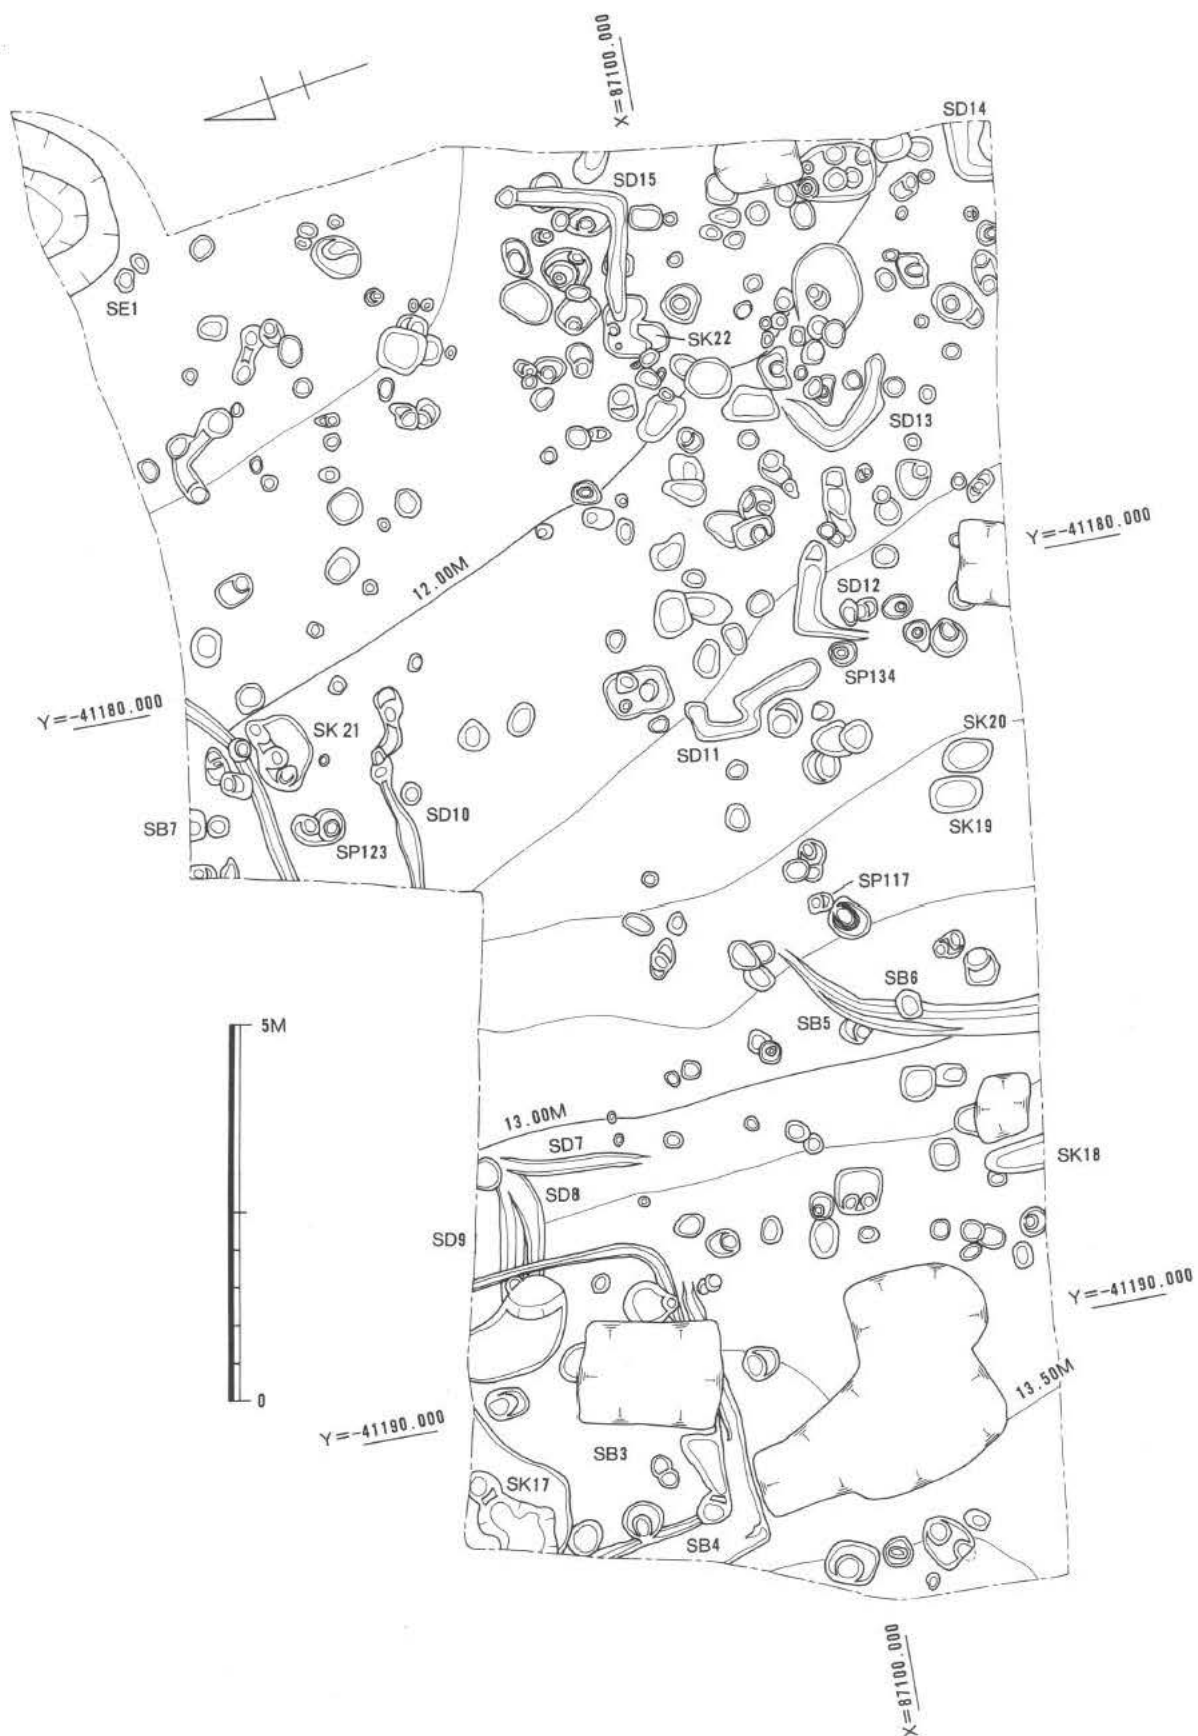 X=87100.000
SD14
SD15
SE1
SK22
SD13
Y=-41180.000
12.00M
SD12
SP134
Y=-41180.000
SK21
SD11
SK20
SB7
SD10
SK19
SP123
SP117
SB6
SB5
5M
13.00M
SD7
SK18
SD8
SD9
Y=-41190.000
13.50M
0
Y=-41190.000
SB3
SK17
SB4
X=87100.000